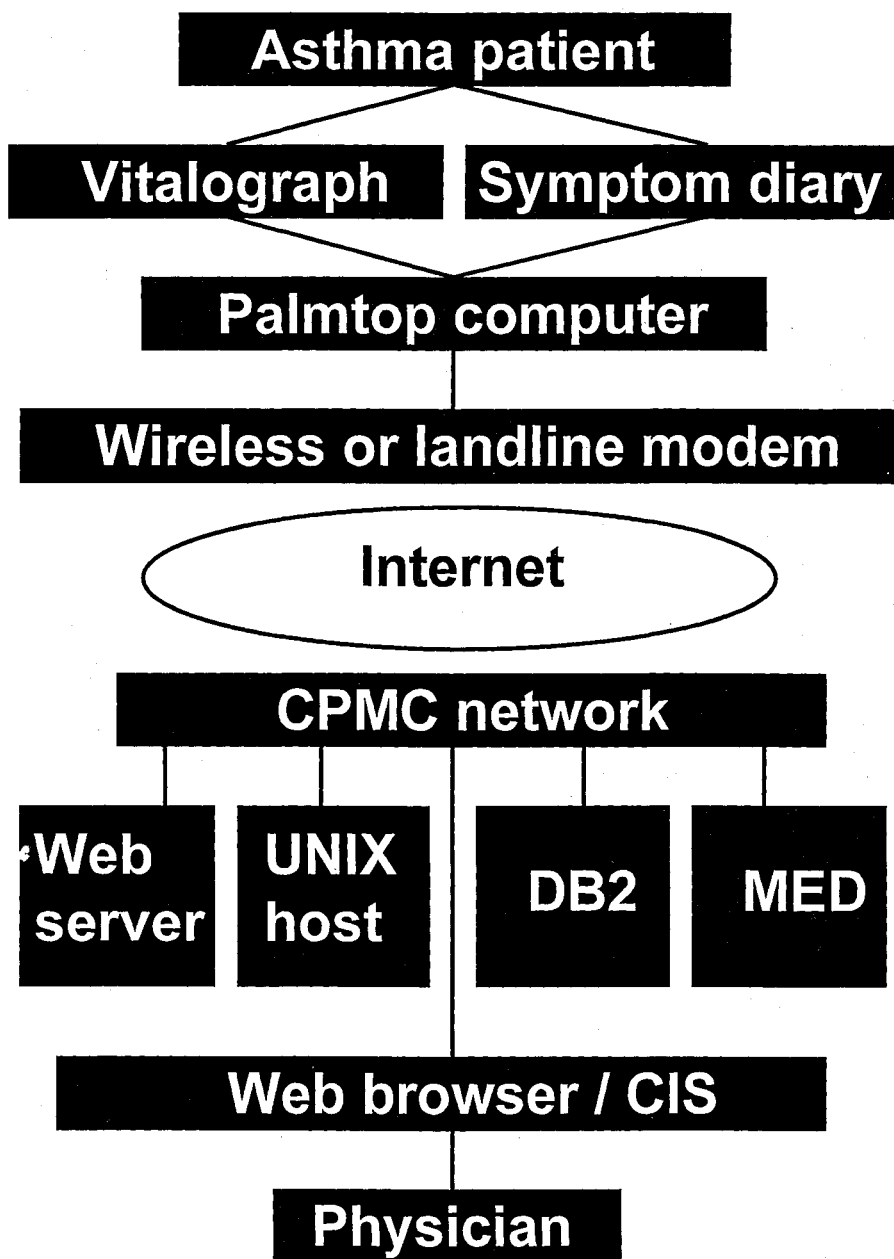 Asthma patient
Vitalograph
Symptom diary
Palmtop computer
Wireless or landline modem
Internet
CPMC network
Web
server
UNIX
host
DB2
MED
Web browser / CIS
Physician